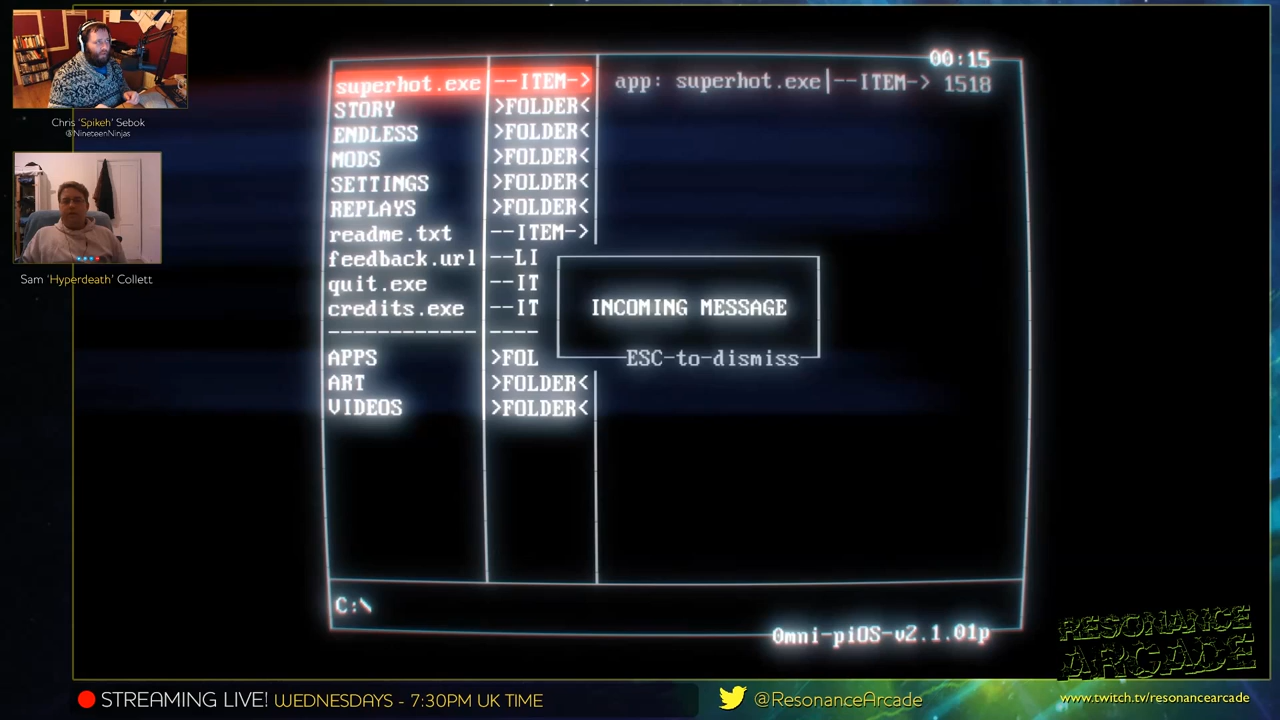 Chris 'Spikeh' Sebok
@NineteenNinjas
Sam 'Hyperdeath' Collett
00:15
superhot.exe --ITEM-> app: superhot.exe|--ITEM-> 1518
STORY >FOLDER<
ENDLESS >FOLDER<
MODS >FOLDER<
SETTINGS >FOLDER<
REPLAYS >FOLDER<
readme.txt --ITEM->
feedback.url --LI
quit.exe --IT
credits.exe --IT
------------ ----
APPS >FOL
ART >FOLDER<
VIDEOS >FOLDER<
INCOMING MESSAGE
ESC-to-dismiss
C:\
0mni-piOS-v2.1.01p
RESONANCE
ARCADE
STREAMING LIVE! WEDNESDAYS - 7:30PM UK TIME
@ResonanceArcade
www.twitch.tv/resonancearcade